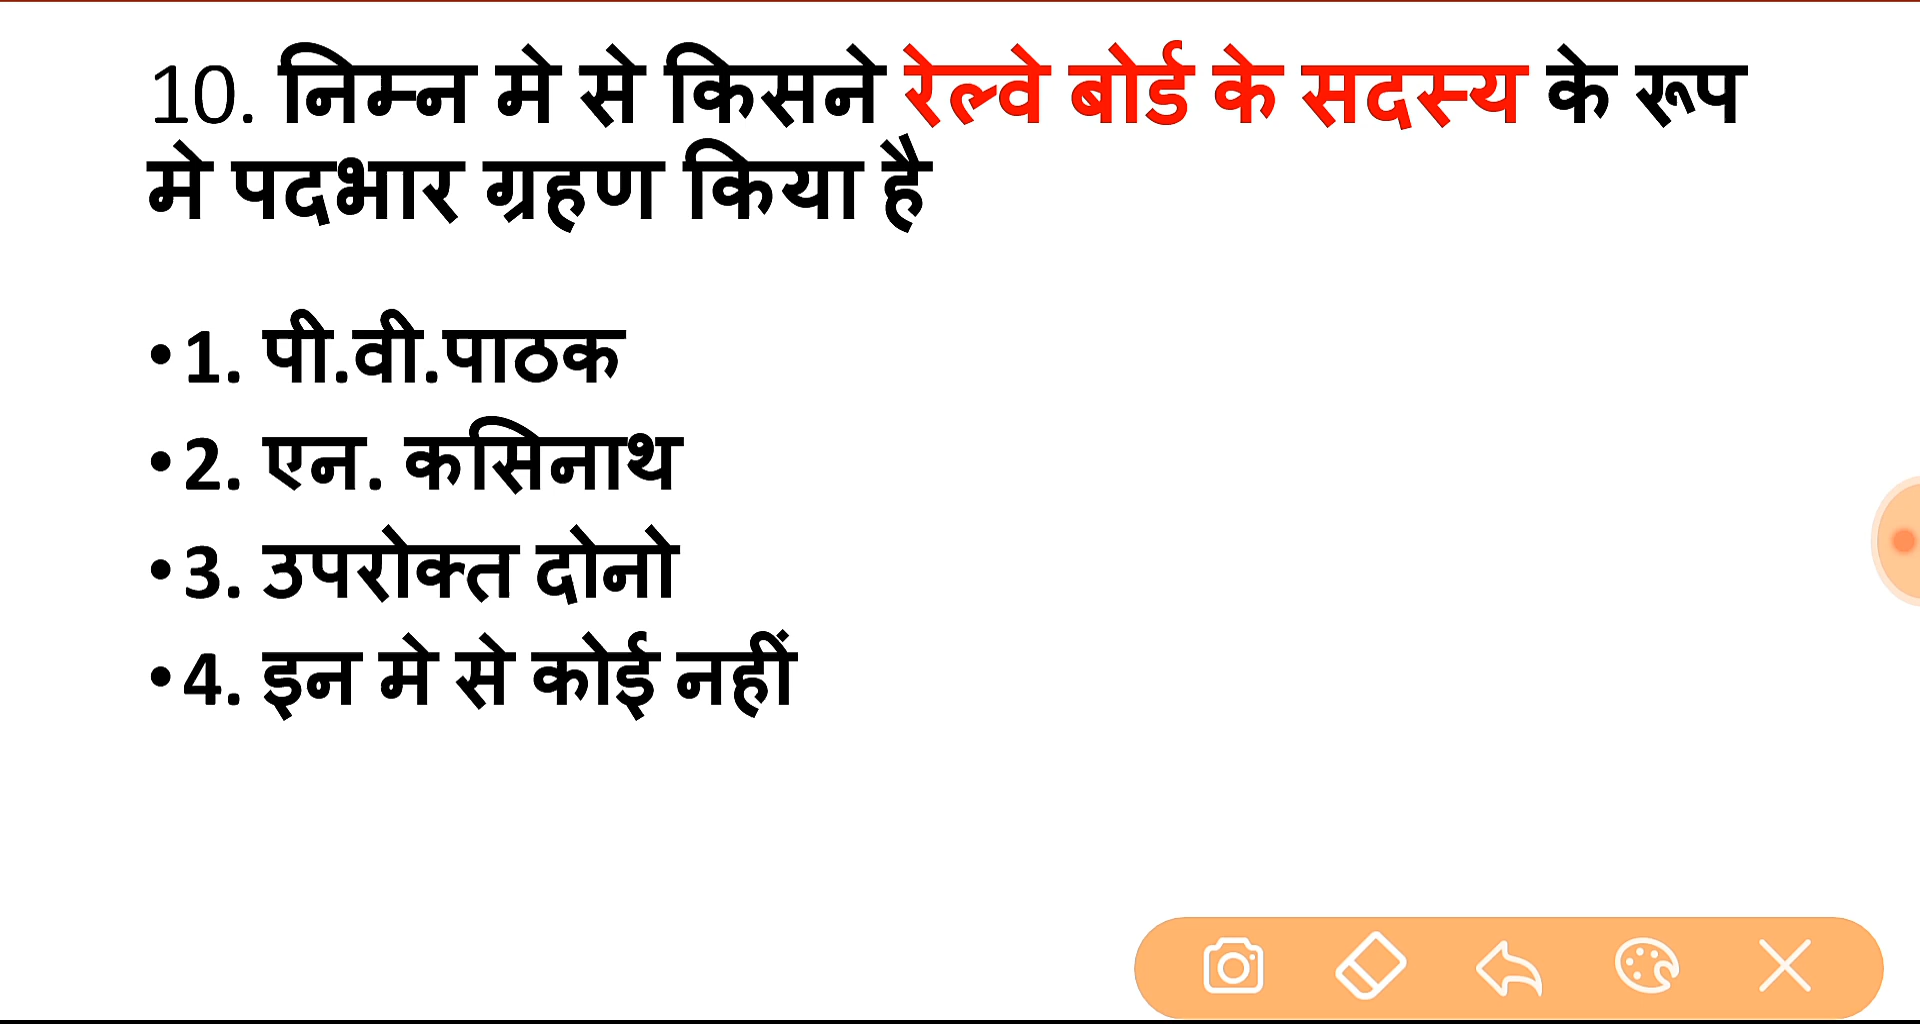 10. निम्न मे से किसने रेल्वे बोर्ड के सदस्य के रूप
मे पदभार ग्रहण किया है
•1. पी.वी.पाठक
•2. एन. कसिनाथ
•3. उपरोक्त दोनो
•4. इन मे से कोई नहीं